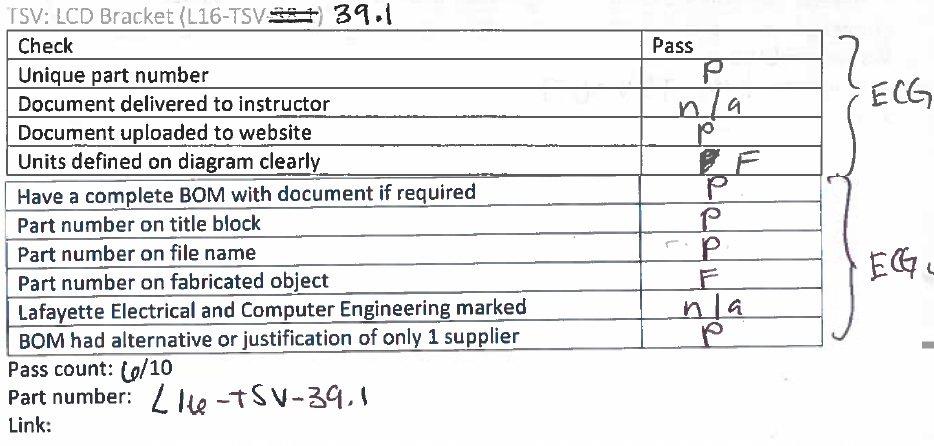 TSV: LCD Bracket (L16-TSV-38.1) 39.1
Check Pass
Unique part number P
Document delivered to instructor n/a
Document uploaded to website P
ECG
Units defined on diagram clearly F
Have a complete BOM with document if required P
Part number on title block P
Part number on file name P
ECG
Part number on fabricated object F
Lafayette Electrical and Computer Engineering marked n/a
BOM had alternative or justification of only 1 supplier P
Pass count: 6/10
Part number: L16-TSV-39.1
Link: